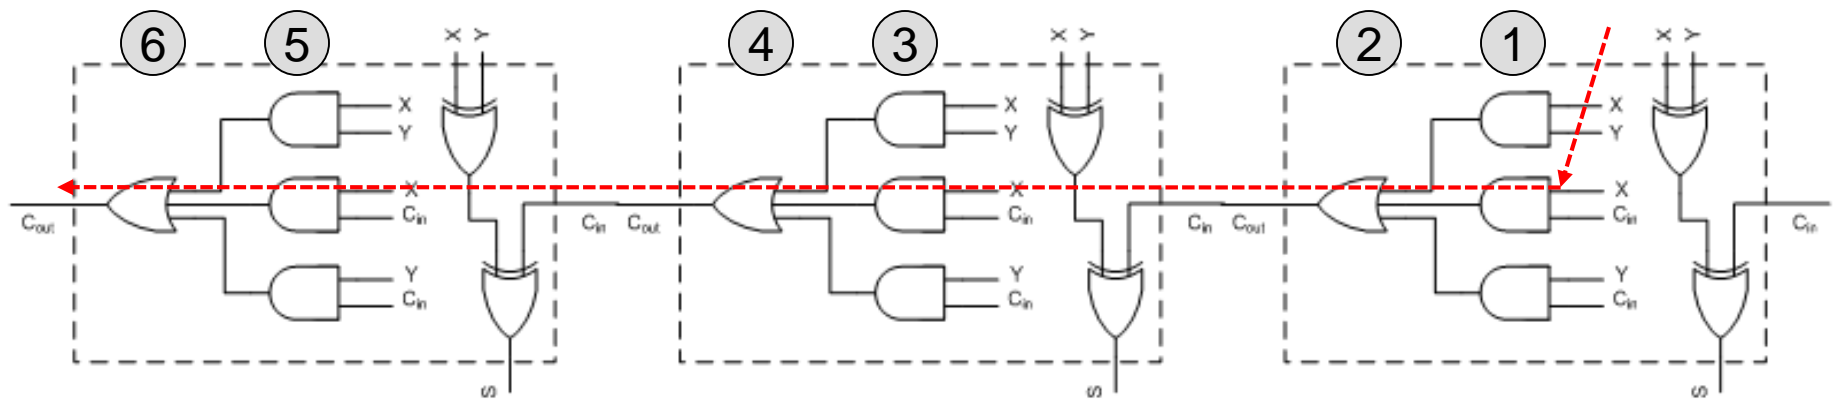 6 5 X Y 4 3 X Y 2 1 X Y
X X X
Y Y Y
X X X
Cin Cin Cin
Cout Cin Cout Cin Cout Cin
Y Y Y
Cin Cin Cin
S S S